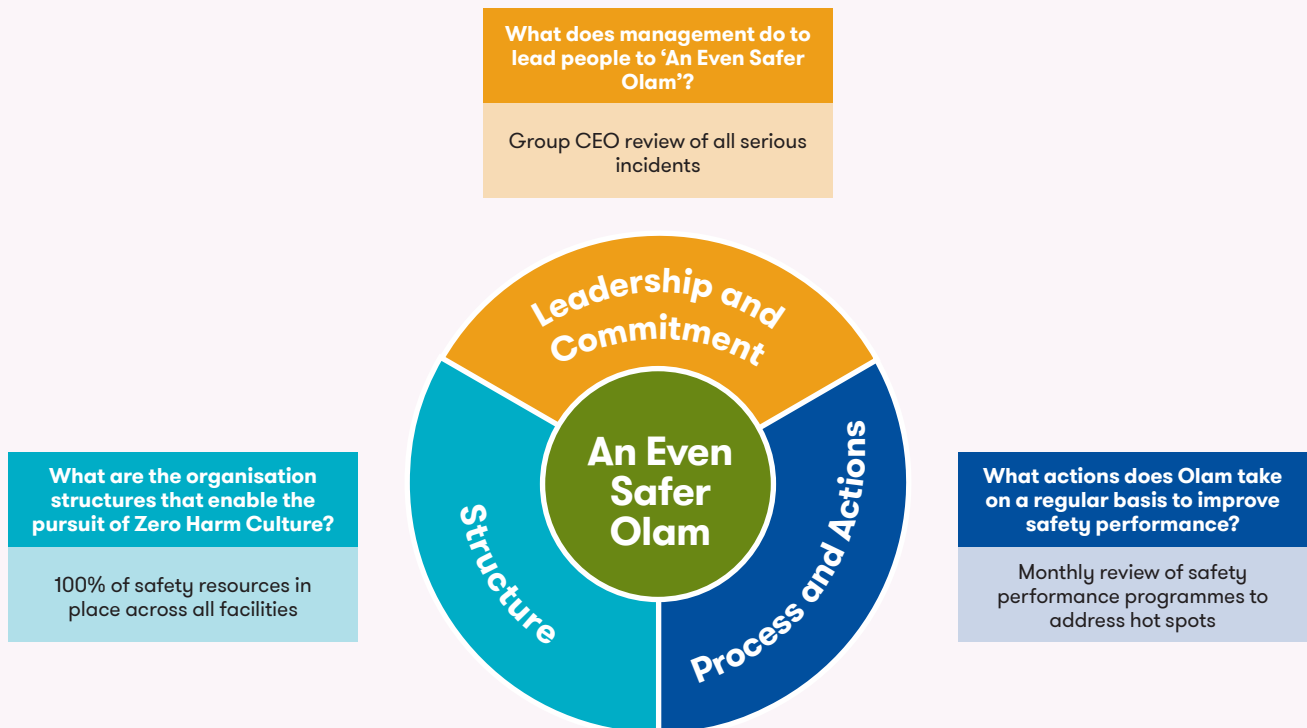 What does management do to
lead people to ‘An Even Safer
Olam’?
Group CEO review of all serious
incidents
Leadership and
Commitment
An Even
Safer
Olam
Structure
Process and Actions
What are the organisation
structures that enable the
pursuit of Zero Harm Culture?
100% of safety resources in
place across all facilities
What actions does Olam take
on a regular basis to improve
safety performance?
Monthly review of safety
performance programmes to
address hot spots